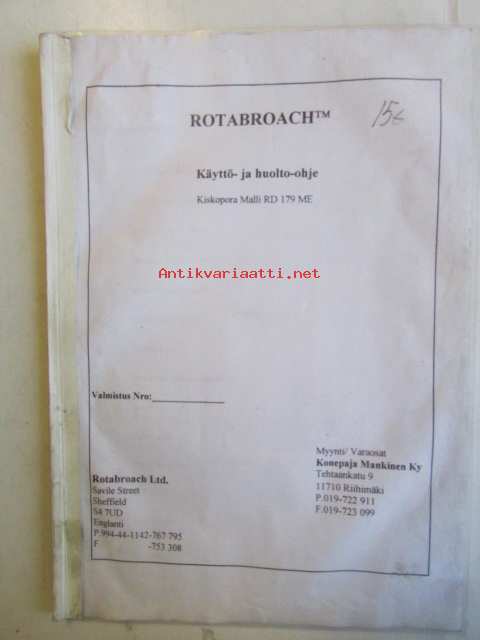 ROTABROACH™
15€
Käyttö- ja huolto-ohje
Kiskopora Malli RD 179 ME
Antikvariaatti.net
Valmistus Nro:
Rotabroach Ltd.
Savile Street
Sheffield
S4 7UD
Englanti
P.994-44-1142-767 795
F -753 308
Myynti/ Varaosat
Konepaja Mankinen Ky
Tehtaankatu 9
11710 Riihimäki
P.019-722 911
F.019-723 099